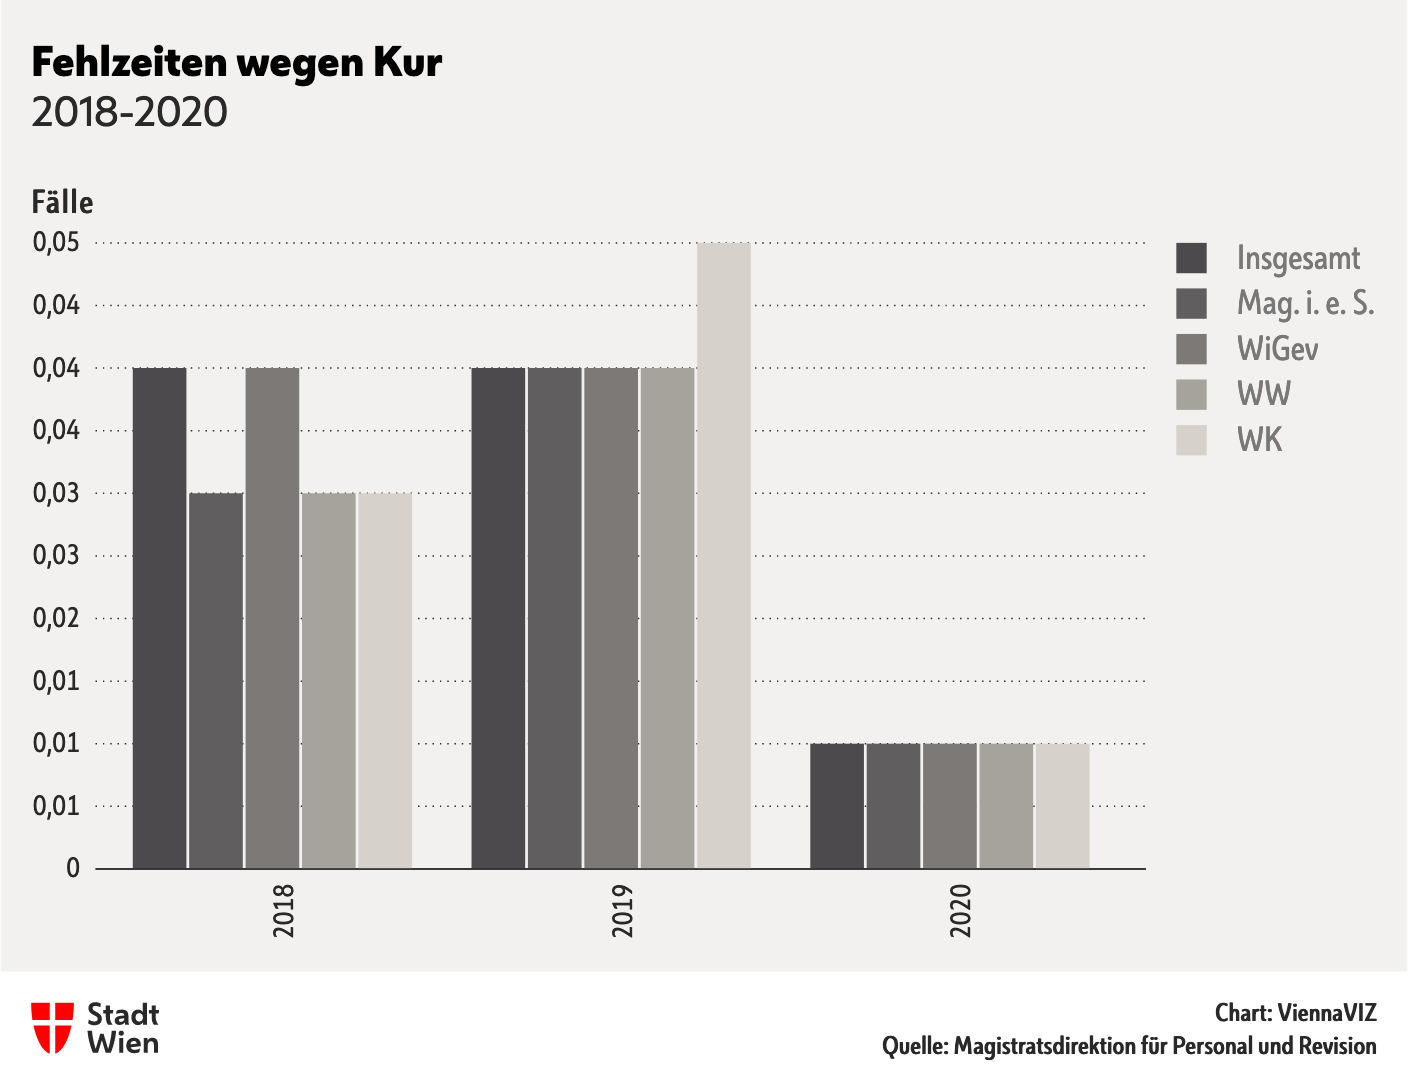 Fehlzeiten wegen Kur
2018-2020
Fälle
0,05
0,04
0,04
0,04
0,03
0,03
0,02
0,01
0,01
0,01
0
2018
2019
2020
Insgesamt
Mag. i. e. S.
WiGev
WW
WK
Stadt
Wien
Chart: ViennaVIZ
Quelle: Magistratsdirektion für Personal und Revision